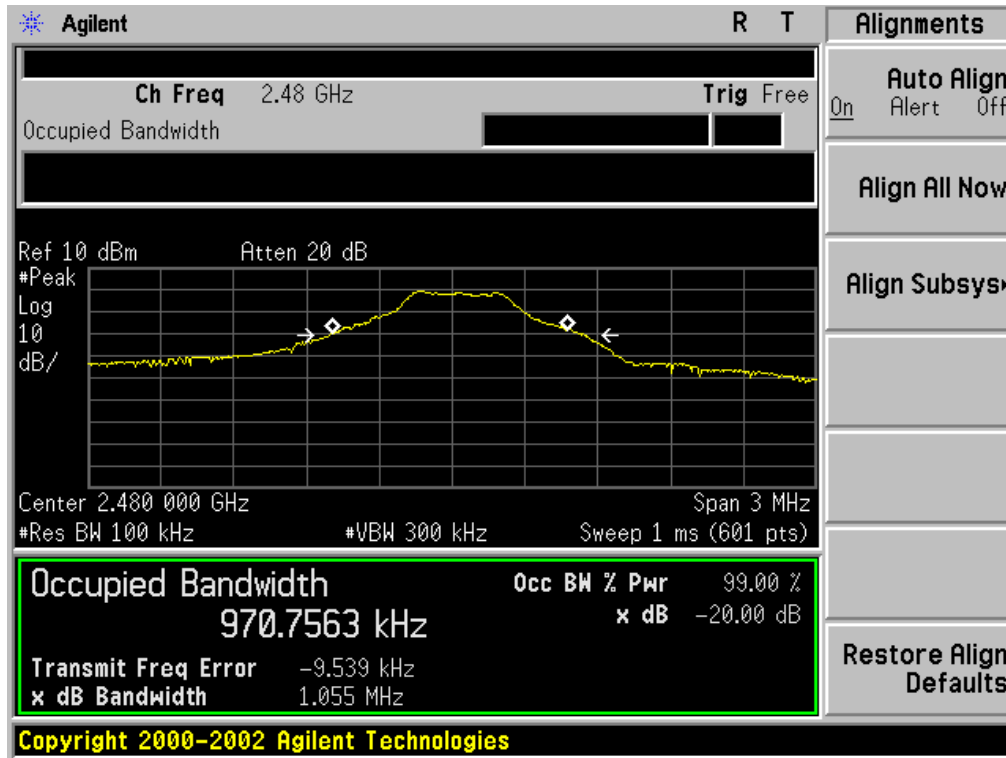 Agilent R T
Alignments
Ch Freq 2.48 GHz Trig Free
Occupied Bandwidth
Auto Align
On Alert Off
Align All Now
Align Subsys
Ref 10 dBm Atten 20 dB
#Peak
Log
10
dB/
Center 2.480 000 GHz Span 3 MHz
#Res BW 100 kHz #VBW 300 kHz Sweep 1 ms (601 pts)
Occupied Bandwidth Occ BW % Pwr 99.00 %
970.7563 kHz x dB -20.00 dB
Transmit Freq Error -9.539 kHz
x dB Bandwidth 1.055 MHz
Restore Align
Defaults
Copyright 2000-2002 Agilent Technologies